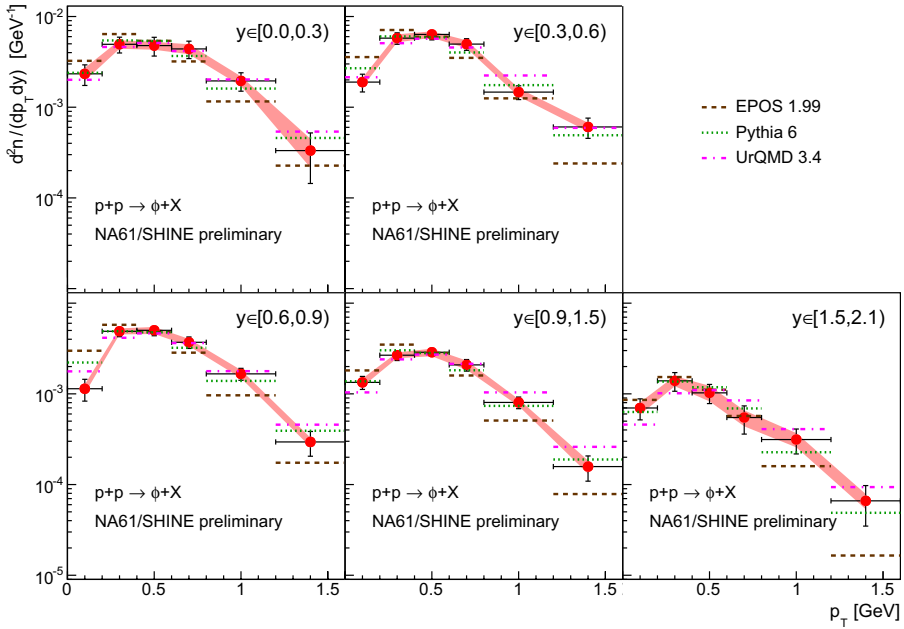 d²n/(dp_dy) [GeV⁻¹]
10⁻²
10⁻³
10⁻⁴
y∈[0.0,0.3)
p+p → ϕ+X
NA61/SHINE preliminary
y∈[0.3,0.6)
p+p → ϕ+X
NA61/SHINE preliminary
EPOS 1.99
Pythia 6
UrQMD 3.4
10⁻³
10⁻⁴
10⁻⁵
y∈[0.6,0.9)
p+p → ϕ+X
NA61/SHINE preliminary
y∈[0.9,1.5)
p+p → ϕ+X
NA61/SHINE preliminary
y∈[1.5,2.1)
p+p → ϕ+X
NA61/SHINE preliminary
0 0.5 1 1.5
0 0.5 1 1.5
0 0.5 1 1.5
p_T [GeV]